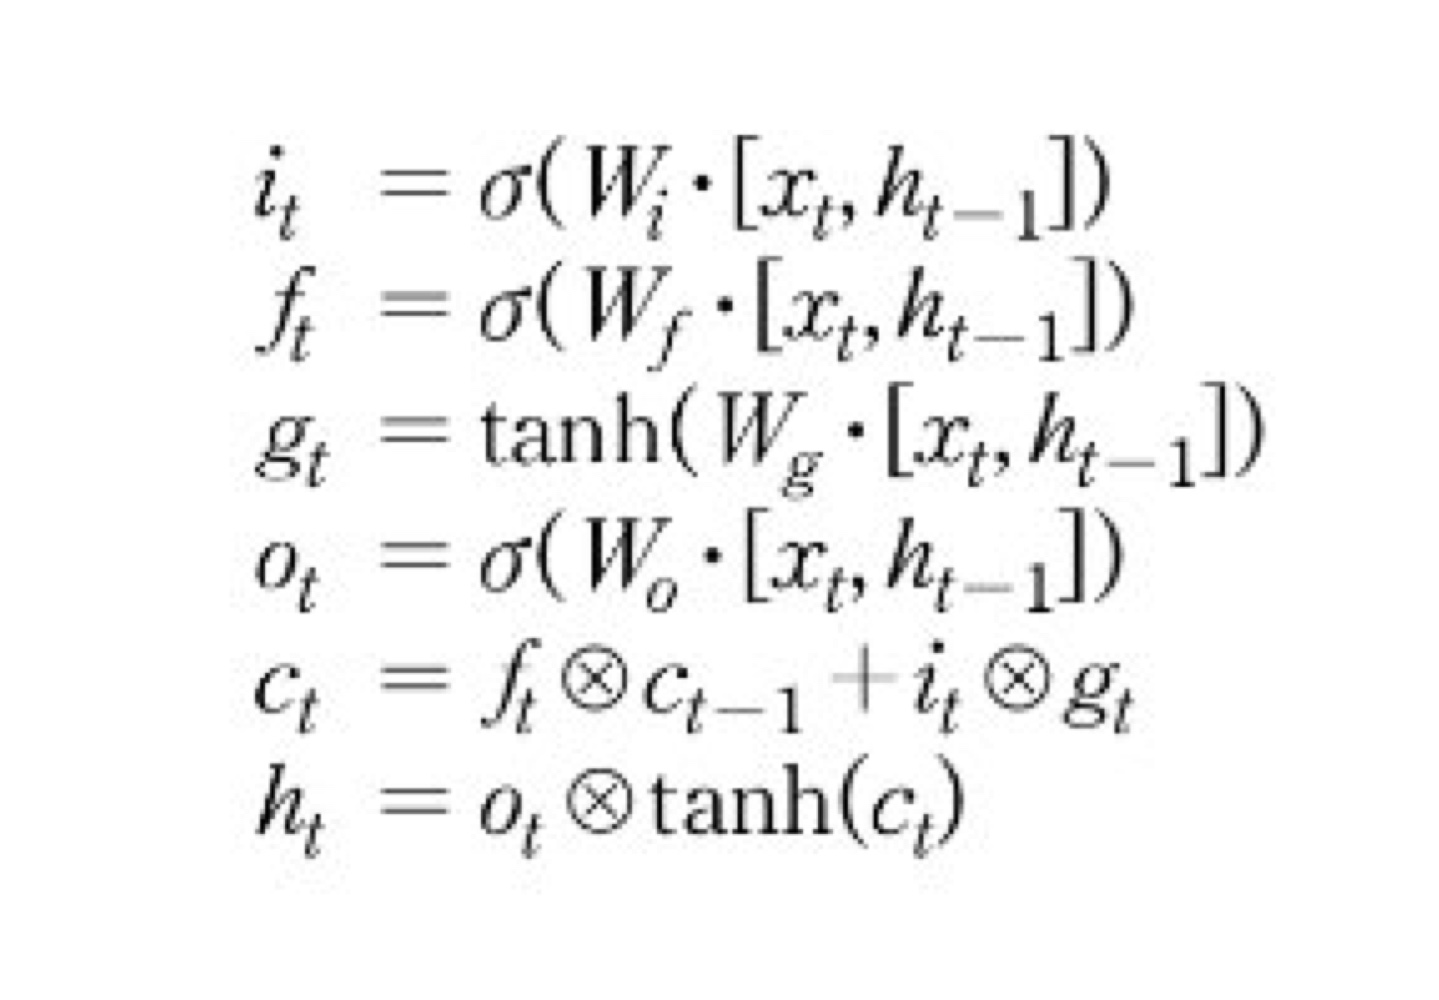 i_t = σ(W_i · [x_t, h_{t−1}])
f_t = σ(W_f · [x_t, h_{t−1}])
g_t = tanh(W_g · [x_t, h_{t−1}])
o_t = σ(W_o · [x_t, h_{t−1}])
c_t = f_t ⊗ c_{t−1} + i_t ⊗ g_t
h_t = o_t ⊗ tanh(c_t)